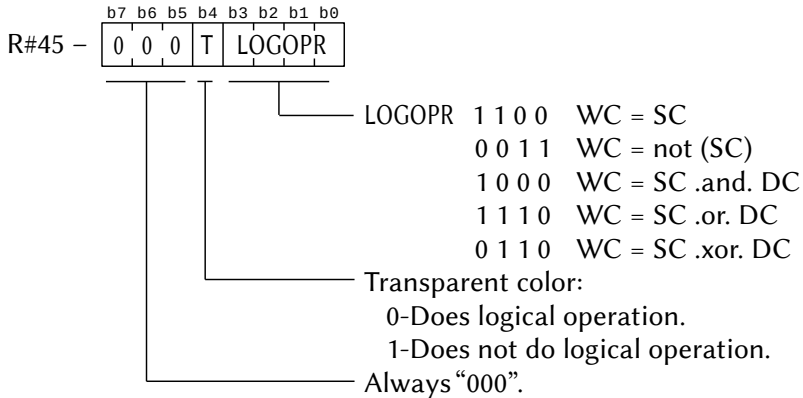 b7 b6 b5 b4 b3 b2 b1 b0
R#45 – 0 0 0 T LOGOPR
LOGOPR 1 1 0 0 WC = SC
0 0 1 1 WC = not (SC)
1 0 0 0 WC = SC .and. DC
1 1 1 0 WC = SC .or. DC
0 1 1 0 WC = SC .xor. DC
Transparent color:
0-Does logical operation.
1-Does not do logical operation.
Always “000”.